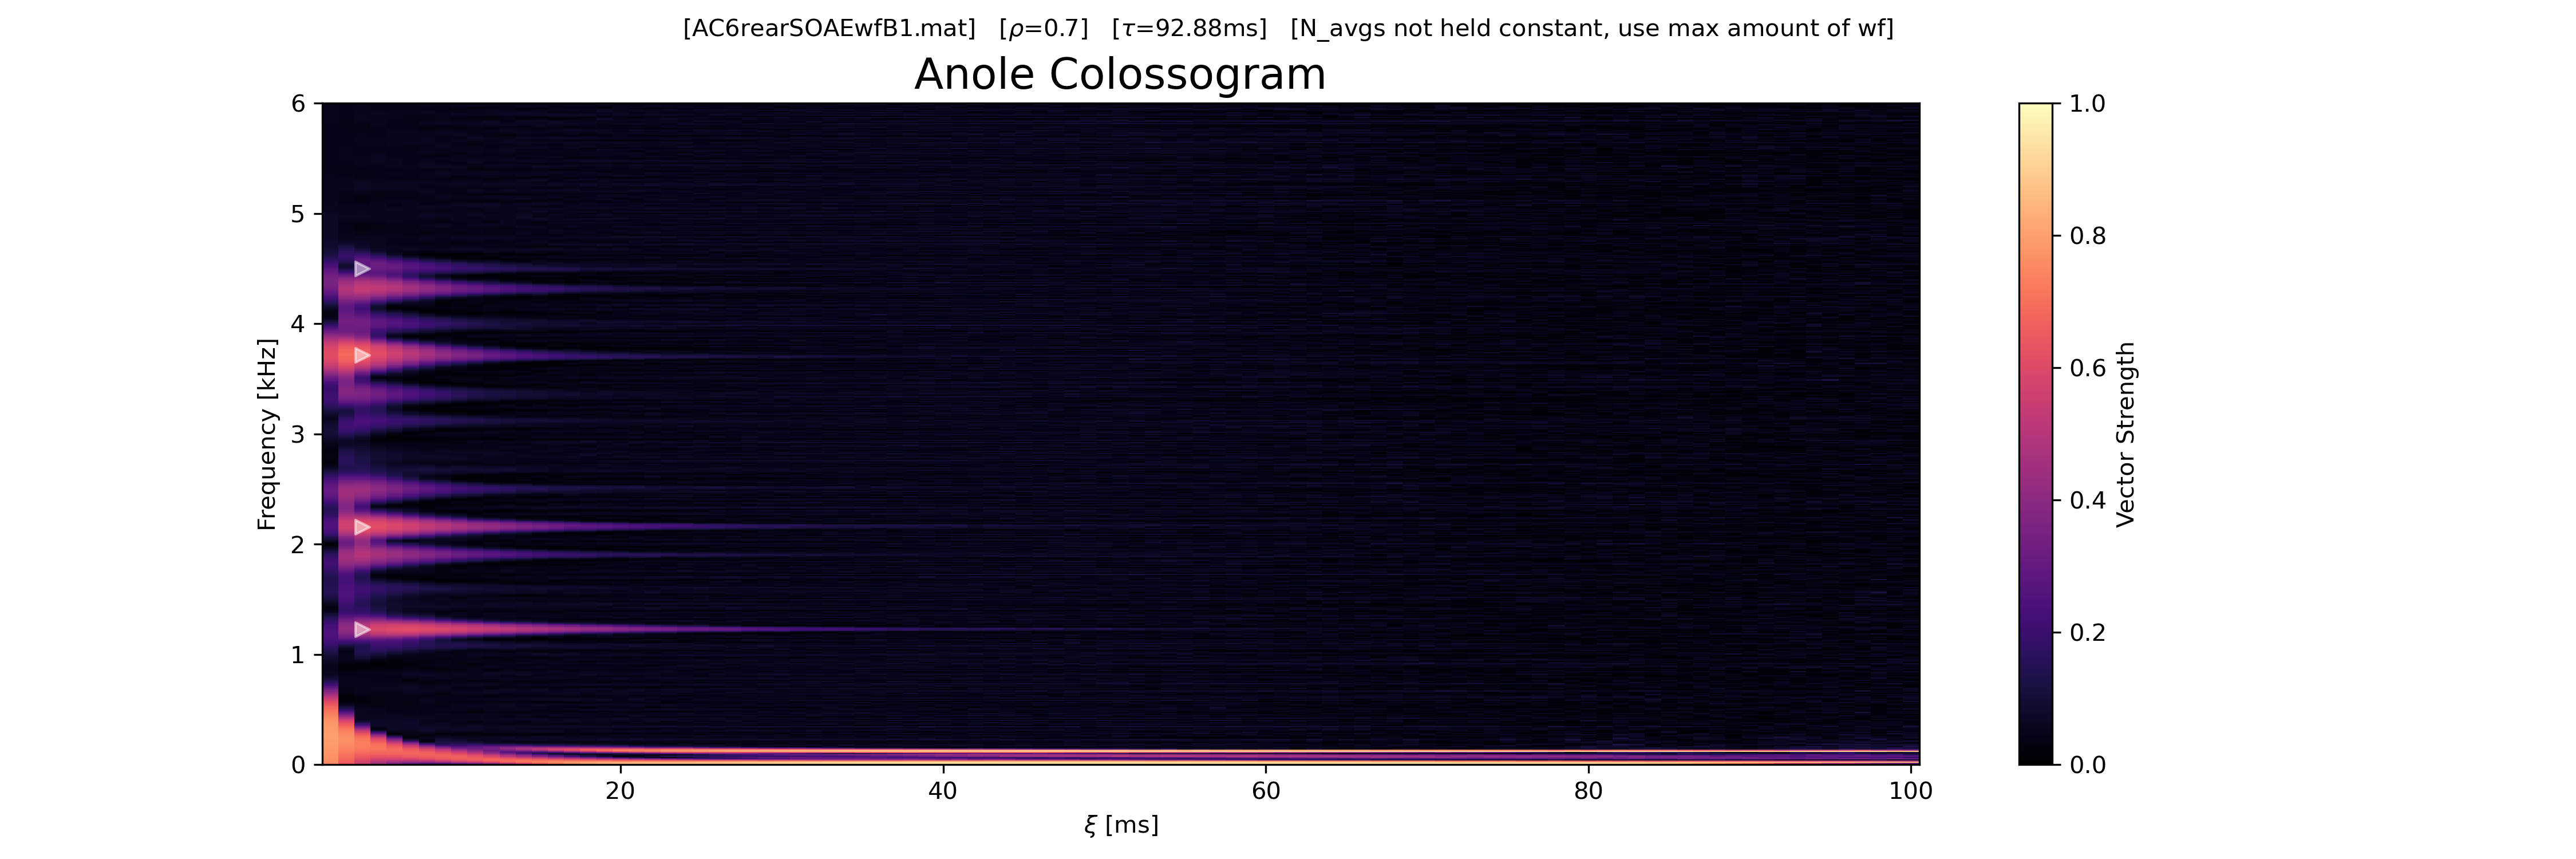 [AC6rearSOAEwfB1.mat] [ρ=0.7] [τ=92.88ms] [N_avgs not held constant, use max amount of wf]
Anole Colossogram
Frequency [kHz]
6
5
4
3
2
1
0
20 40 60 80 100
ξ [ms]
1.0
0.8
0.6
0.4
0.2
0.0
Vector Strength